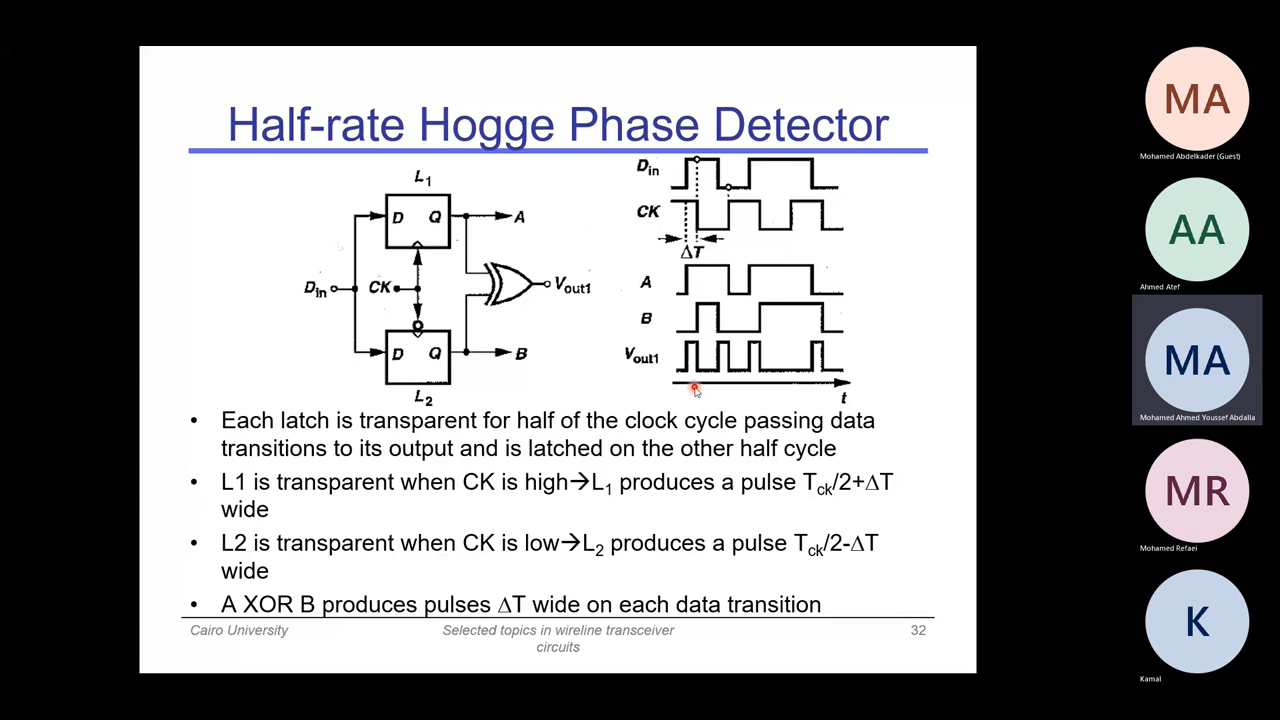 Half-rate Hogge Phase Detector
L1
D Q
A
Din
CK
Vout1
D Q
B
L2
Din
CK
ΔT
A
B
Vout1
t
• Each latch is transparent for half of the clock cycle passing data
transitions to its output and is latched on the other half cycle
• L1 is transparent when CK is high→L1 produces a pulse Tck/2+ΔT
wide
• L2 is transparent when CK is low→L2 produces a pulse Tck/2-ΔT
wide
• A XOR B produces pulses ΔT wide on each data transition
Cairo University
Selected topics in wireline transceiver
circuits
32
MA
Mohamed Abdelkader (Guest)
AA
Ahmed Atef
MA
Mohamed Ahmed Youssef Abdalla
MR
Mohamed Refaei
K
Kamal